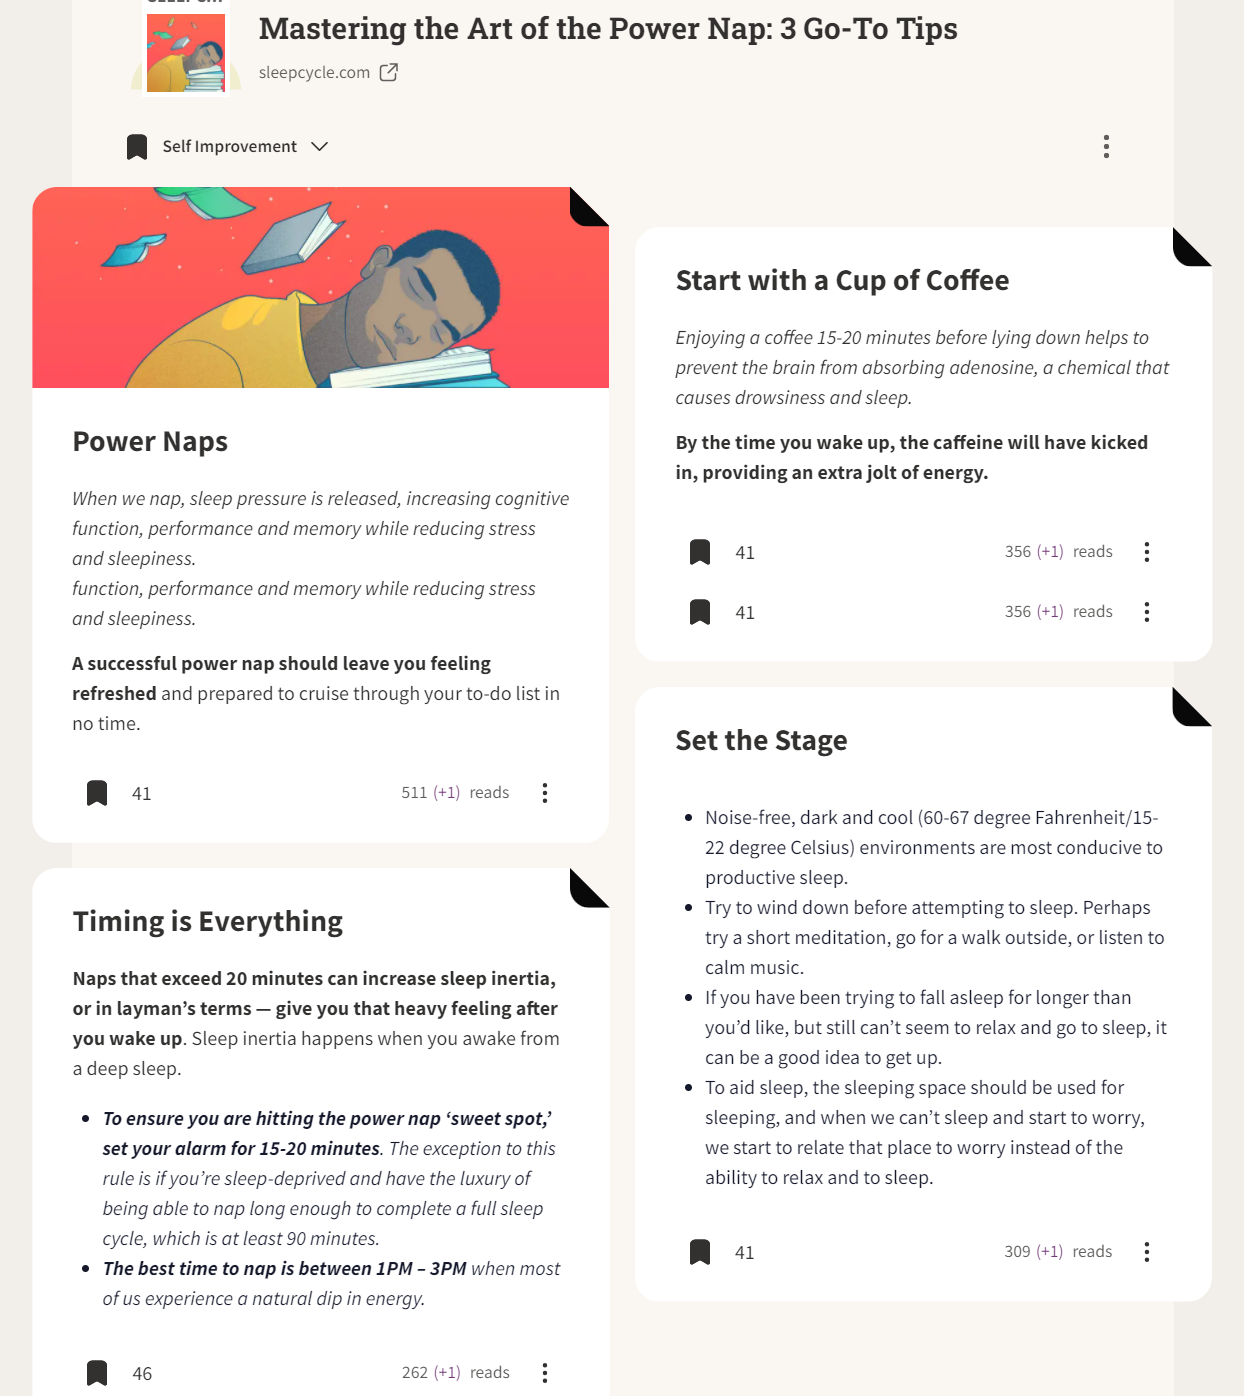 Mastering the Art of the Power Nap: 3 Go-To Tips
sleepcycle.com
Self Improvement
Power Naps
When we nap, sleep pressure is released, increasing cognitive
function, performance and memory while reducing stress
and sleepiness.
function, performance and memory while reducing stress
and sleepiness.
A successful power nap should leave you feeling
refreshed and prepared to cruise through your to-do list in
no time.
41
511 (+1) reads
Timing is Everything
Naps that exceed 20 minutes can increase sleep inertia,
or in layman’s terms — give you that heavy feeling after
you wake up. Sleep inertia happens when you awake from
a deep sleep.
To ensure you are hitting the power nap ‘sweet spot,’
set your alarm for 15-20 minutes. The exception to this
rule is if you’re sleep-deprived and have the luxury of
being able to nap long enough to complete a full sleep
cycle, which is at least 90 minutes.
The best time to nap is between 1PM – 3PM when most
of us experience a natural dip in energy.
46
262 (+1) reads
Start with a Cup of Coffee
Enjoying a coffee 15-20 minutes before lying down helps to
prevent the brain from absorbing adenosine, a chemical that
causes drowsiness and sleep.
By the time you wake up, the caffeine will have kicked
in, providing an extra jolt of energy.
41
356 (+1) reads
41
356 (+1) reads
Set the Stage
Noise-free, dark and cool (60-67 degree Fahrenheit/15-
22 degree Celsius) environments are most conducive to
productive sleep.
Try to wind down before attempting to sleep. Perhaps
try a short meditation, go for a walk outside, or listen to
calm music.
If you have been trying to fall asleep for longer than
you’d like, but still can’t seem to relax and go to sleep, it
can be a good idea to get up.
To aid sleep, the sleeping space should be used for
sleeping, and when we can’t sleep and start to worry,
we start to relate that place to worry instead of the
ability to relax and to sleep.
41
309 (+1) reads